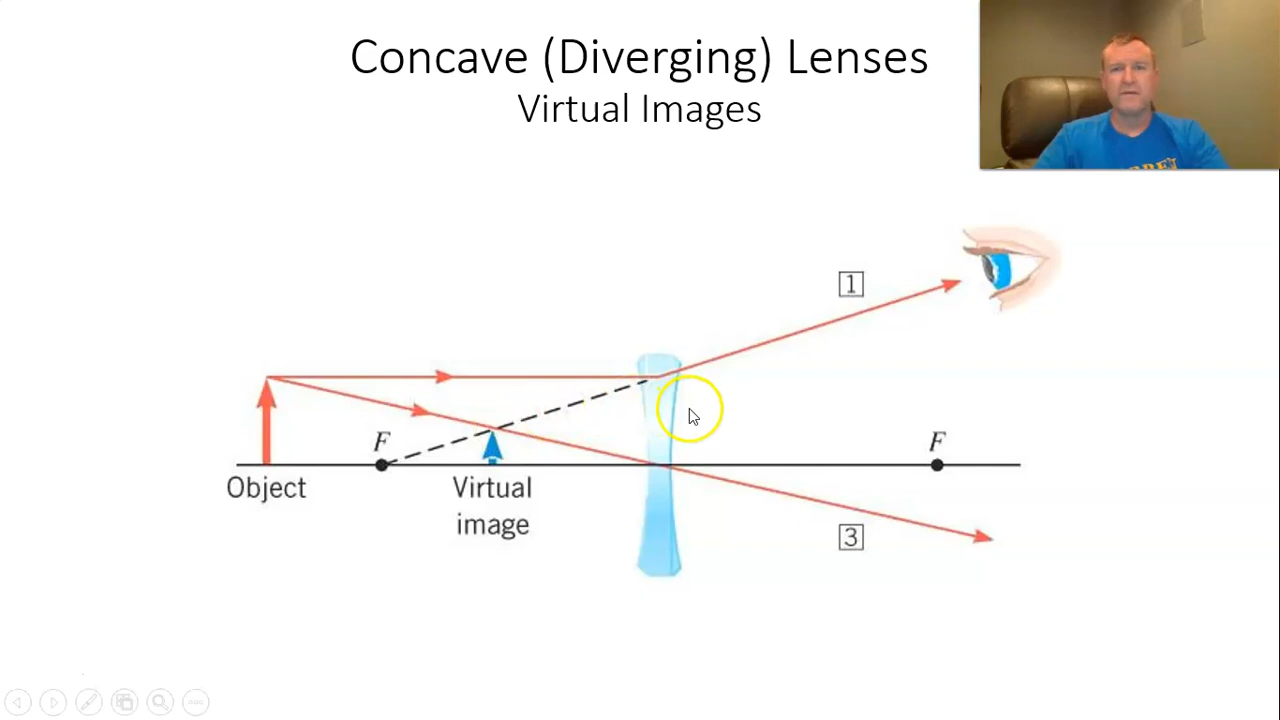 Concave (Diverging) Lenses
Virtual Images
1
F
F
Object
Virtual
image
3